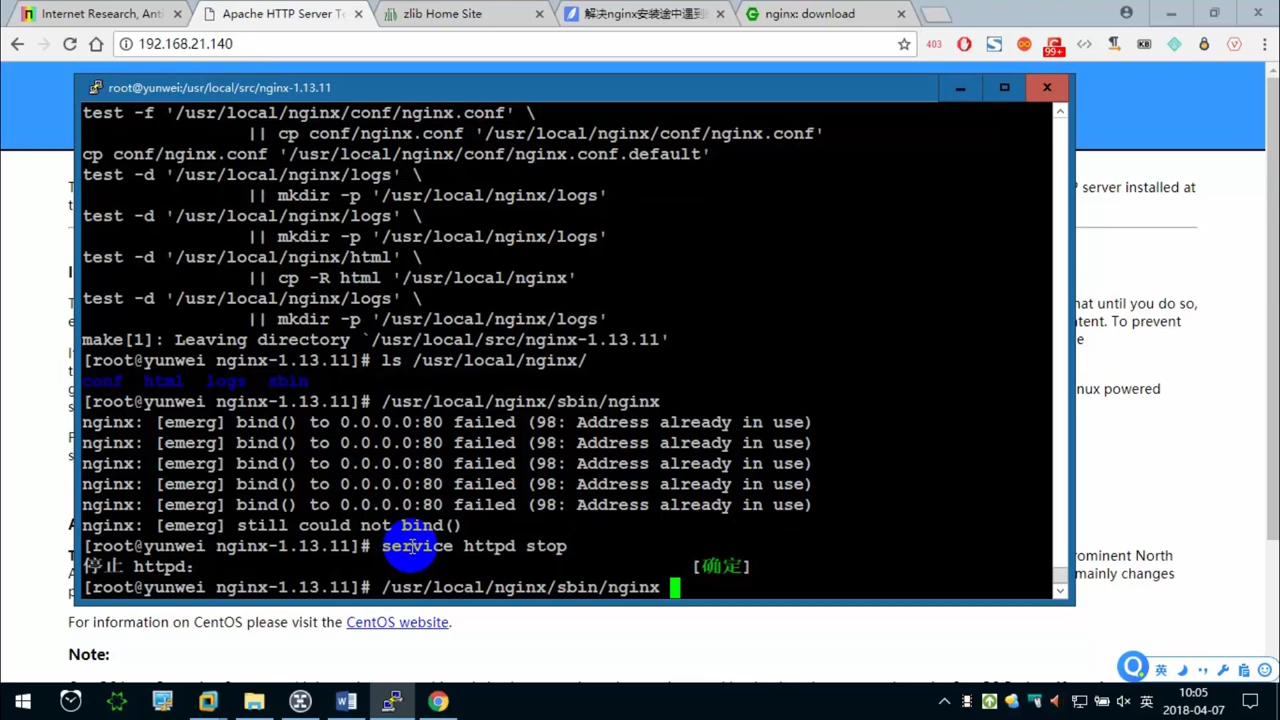 Internet Research, Anti
Apache HTTP Server Te
zlib Home Site
解决nginx安装途中遇到
nginx: download
192.168.21.140
403
99+
KB
root@yunwei:/usr/local/src/nginx-1.13.11
test -f '/usr/local/nginx/conf/nginx.conf' \
|| cp conf/nginx.conf '/usr/local/nginx/conf/nginx.conf'
cp conf/nginx.conf '/usr/local/nginx/conf/nginx.conf.default'
test -d '/usr/local/nginx/logs' \
|| mkdir -p '/usr/local/nginx/logs'
test -d '/usr/local/nginx/logs' \
|| mkdir -p '/usr/local/nginx/logs'
test -d '/usr/local/nginx/html' \
|| cp -R html '/usr/local/nginx'
test -d '/usr/local/nginx/logs' \
|| mkdir -p '/usr/local/nginx/logs'
make[1]: Leaving directory `/usr/local/src/nginx-1.13.11'
[root@yunwei nginx-1.13.11]# ls /usr/local/nginx/
conf html logs sbin
[root@yunwei nginx-1.13.11]# /usr/local/nginx/sbin/nginx
nginx: [emerg] bind() to 0.0.0.0:80 failed (98: Address already in use)
nginx: [emerg] bind() to 0.0.0.0:80 failed (98: Address already in use)
nginx: [emerg] bind() to 0.0.0.0:80 failed (98: Address already in use)
nginx: [emerg] bind() to 0.0.0.0:80 failed (98: Address already in use)
nginx: [emerg] bind() to 0.0.0.0:80 failed (98: Address already in use)
nginx: [emerg] still could not bind()
[root@yunwei nginx-1.13.11]# service httpd stop
停止 httpd: [确定]
[root@yunwei nginx-1.13.11]# /usr/local/nginx/sbin/nginx
P server installed at
hat until you do so,
ntent. To prevent
e
nux powered
prominent North
mainly changes
For information on CentOS please visit the CentOS website.
Note:
英
英
10:05
2018-04-07